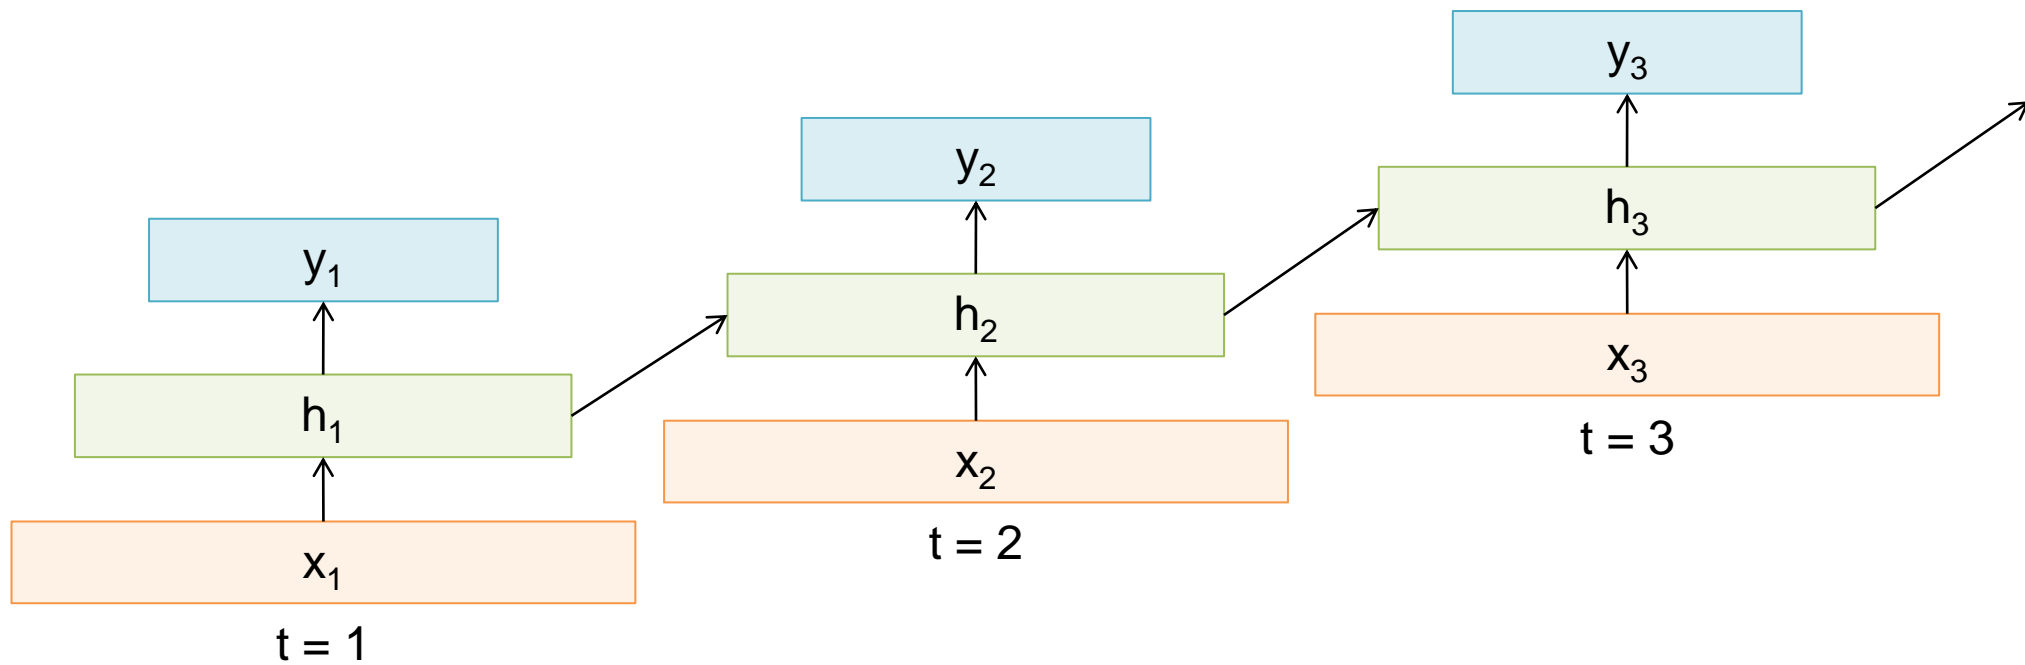 y₁
h₁
x₁
t = 1
y₂
h₂
x₂
t = 2
y₃
h₃
x₃
t = 3